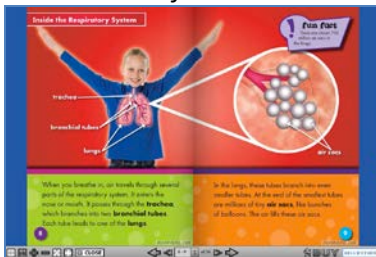 Inside the Respiratory System
fun fact
trachea
bronchial tubes
lungs
air sacs
When you breathe in, air travels through several
parts of the respiratory system. It enters the
nose or mouth. It passes through the trachea,
which branches into two bronchial tubes.
Each tube leads to one of the lungs.
In the lungs, these tubes branch into even
smaller tubes. At the end of the smallest tubes
are millions of tiny air sacs, like bunches
of balloons. The air fills these air sacs.
8
9
CLOSE